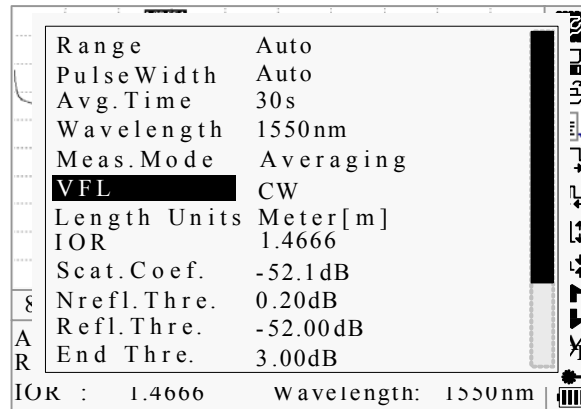 Range Auto
PulseWidth Auto
Avg.Time 30s
Wavelength 1550nm
Meas.Mode Averaging
VFL CW
Length Units Meter[m]
IOR 1.4666
Scat.Coef. -52.1dB
Nrefl.Thre. 0.20dB
Refl.Thre. -52.00dB
End Thre. 3.00dB
A
R
IOR : 1.4666 Wavelength: 1550nm